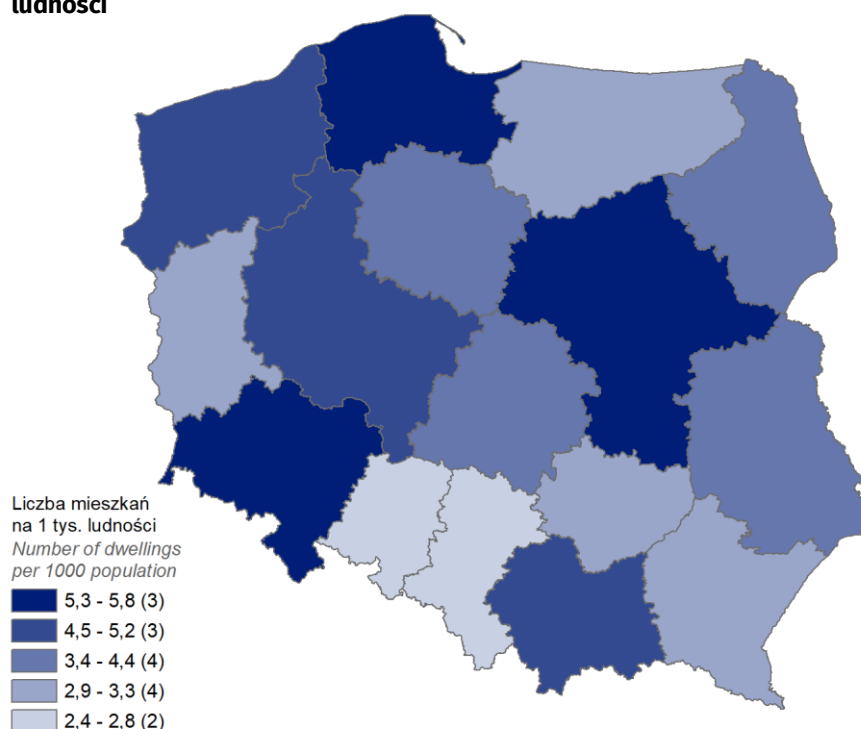 ludności
Liczba mieszkań
na 1 tys. ludności
Number of dwellings
per 1000 population
5,3 - 5,8 (3)
4,5 - 5,2 (3)
3,4 - 4,4 (4)
2,9 - 3,3 (4)
2,4 - 2,8 (2)